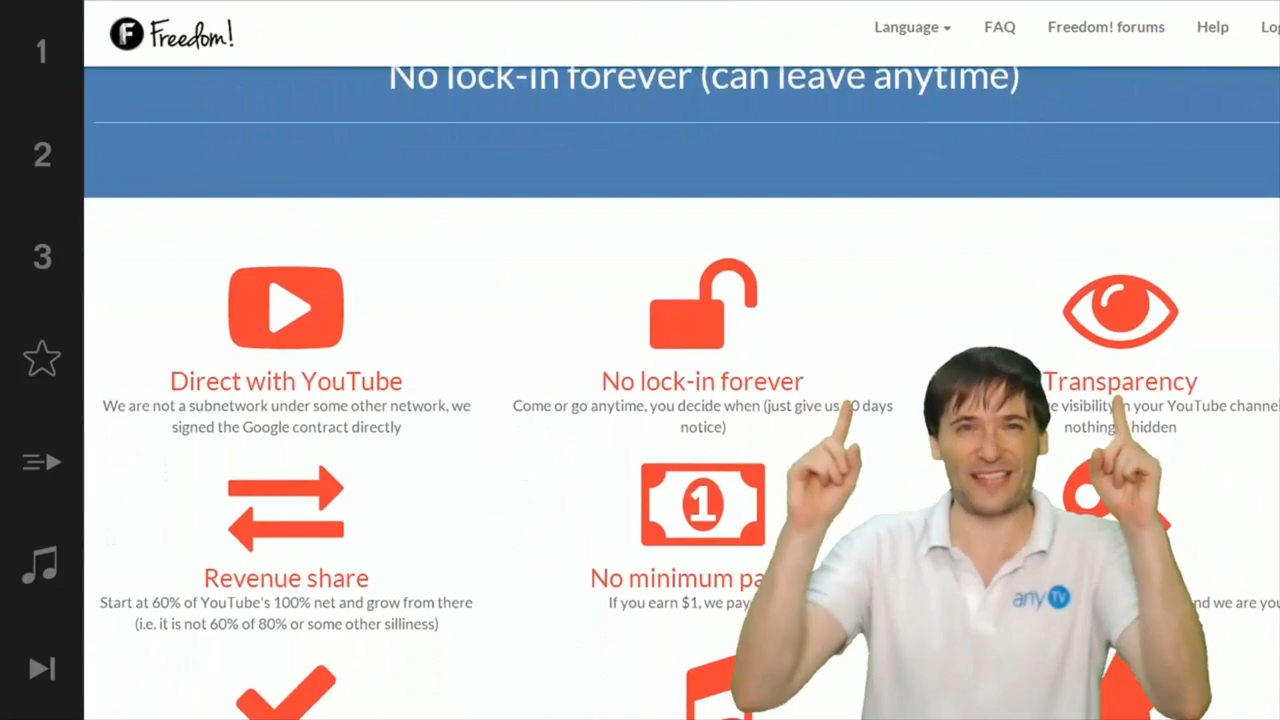 1
2
3
F Freedom!
Language
FAQ
Freedom! forums
Help
No lock-in forever (can leave anytime)
Direct with YouTube
We are not a subnetwork under some other network, we
signed the Google contract directly
No lock-in forever
Come or go anytime, you decide when (just give us days
notice)
Transparency
visibility in your YouTube channel
nothing hidden
Revenue share
Start at 60% of YouTube's 100% net and grow from there
(i.e. it is not 60% of 80% or some other silliness)
1
No minimum
If you earn $1, we pay
and we are
anyTV